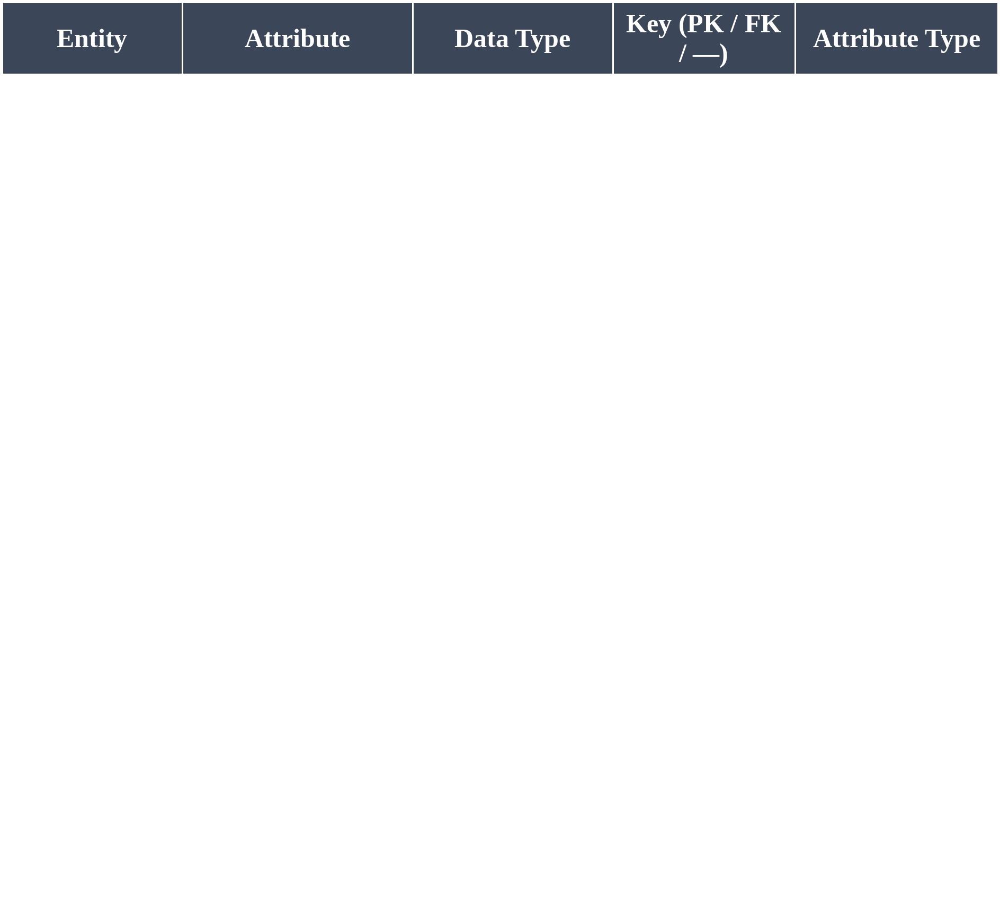 Entity
Attribute
Data Type
Key (PK / FK
/ —)
Attribute Type